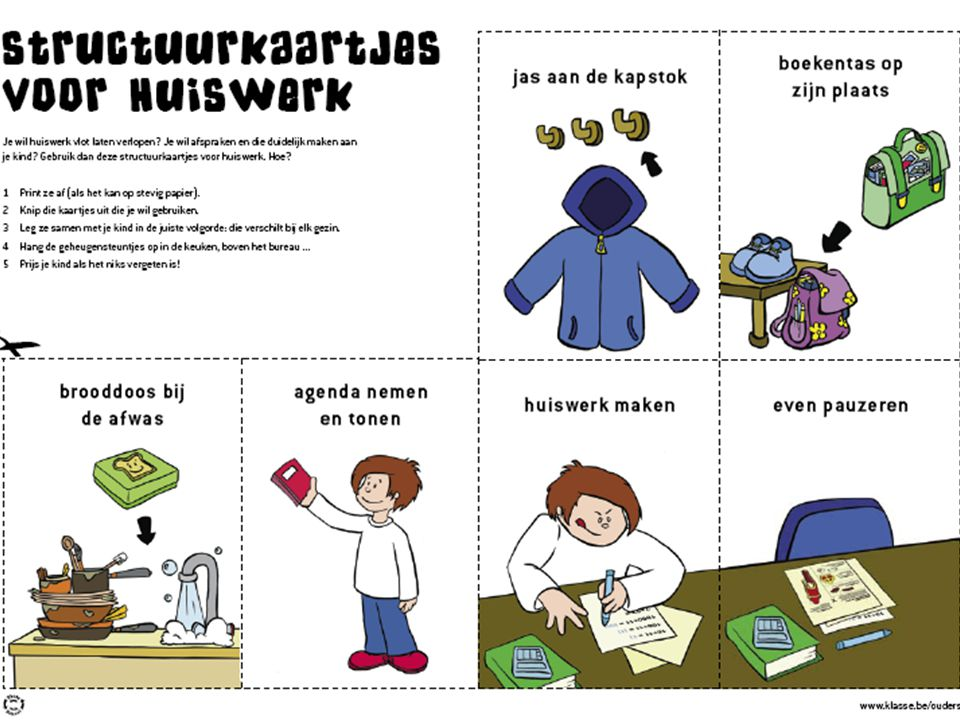 Structuurkaartjes
voor Huiswerk
Je wil huiswerk vlot laten verlopen? Je wil afspraken en die duidelijk maken aan
je kind? Gebruik dan deze structuurkaartjes voor huiswerk. Hoe?
1 Print ze af (als het kan op stevig papier).
2 Knip die kaartjes uit die je wil gebruiken.
3 Leg ze samen met je kind in de juiste volgorde: die verschilt bij elk gezin.
4 Hang de geheugensteuntjes op in de keuken, boven het bureau ...
5 Prijs je kind als het niks vergeten is!
jas aan de kapstok
boekentas op
zijn plaats
brooddoos bij
de afwas
agenda nemen
en tonen
huiswerk maken
even pauzeren
www.klasse.be/ouders